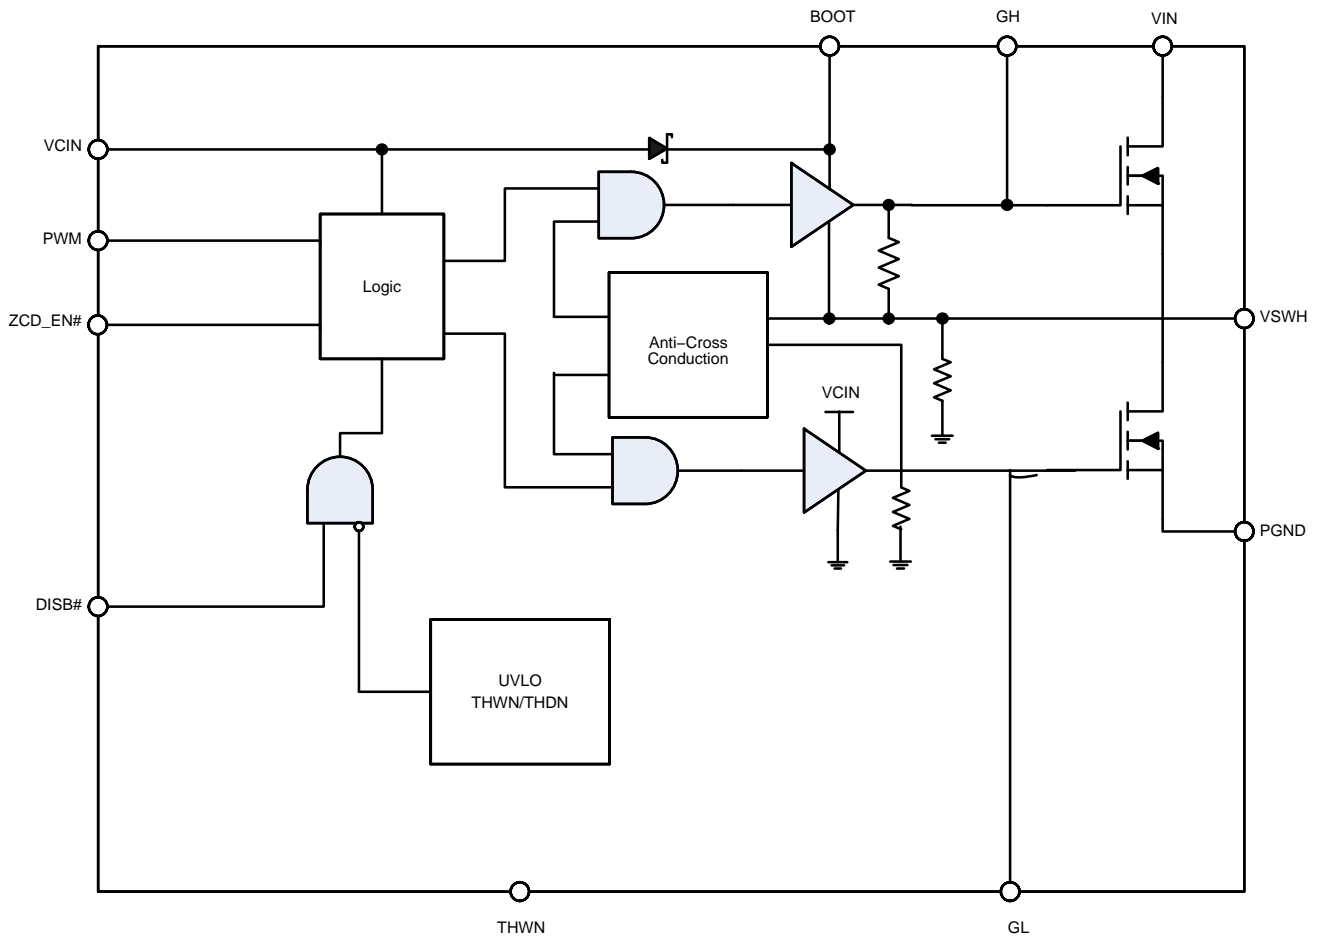 BOOT
GH
VIN
VCIN
PWM
Logic
ZCD_EN#
VSWH
Anti−Cross
Conduction
VCIN
PGND
DISB#
UVLO
THWN/THDN
THWN
GL